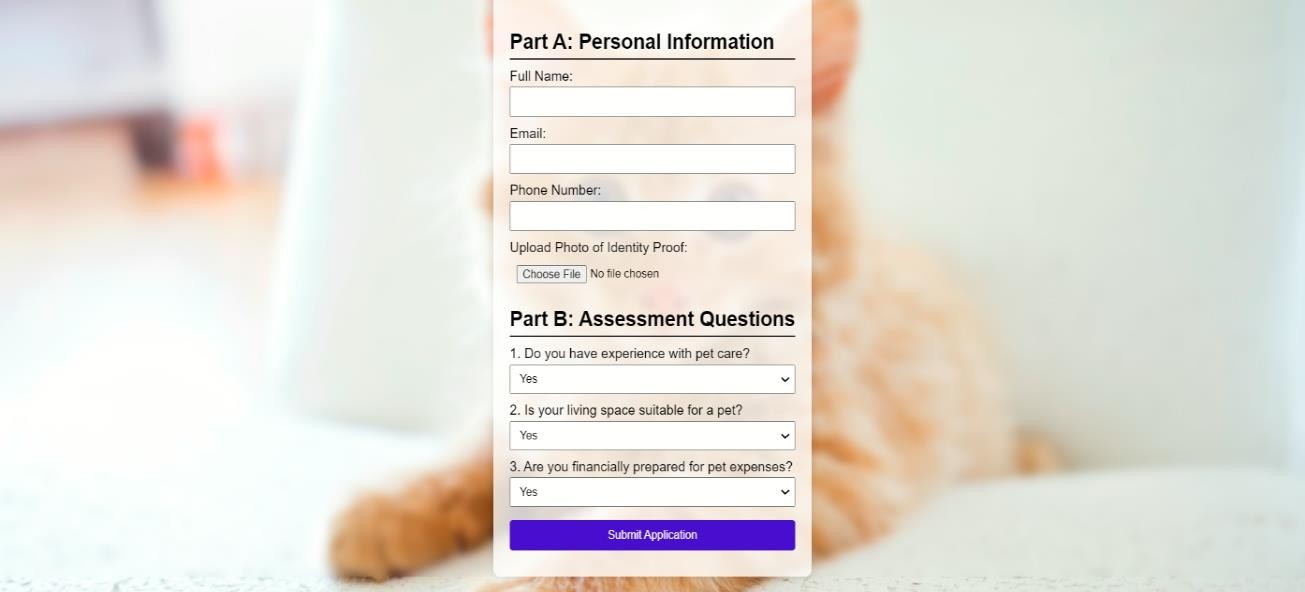 Part A: Personal Information
Full Name:
Email:
Phone Number:
Upload Photo of Identity Proof:
Choose File No file chosen
Part B: Assessment Questions
1. Do you have experience with pet care?
Yes
2. Is your living space suitable for a pet?
Yes
3. Are you financially prepared for pet expenses?
Yes
Submit Application